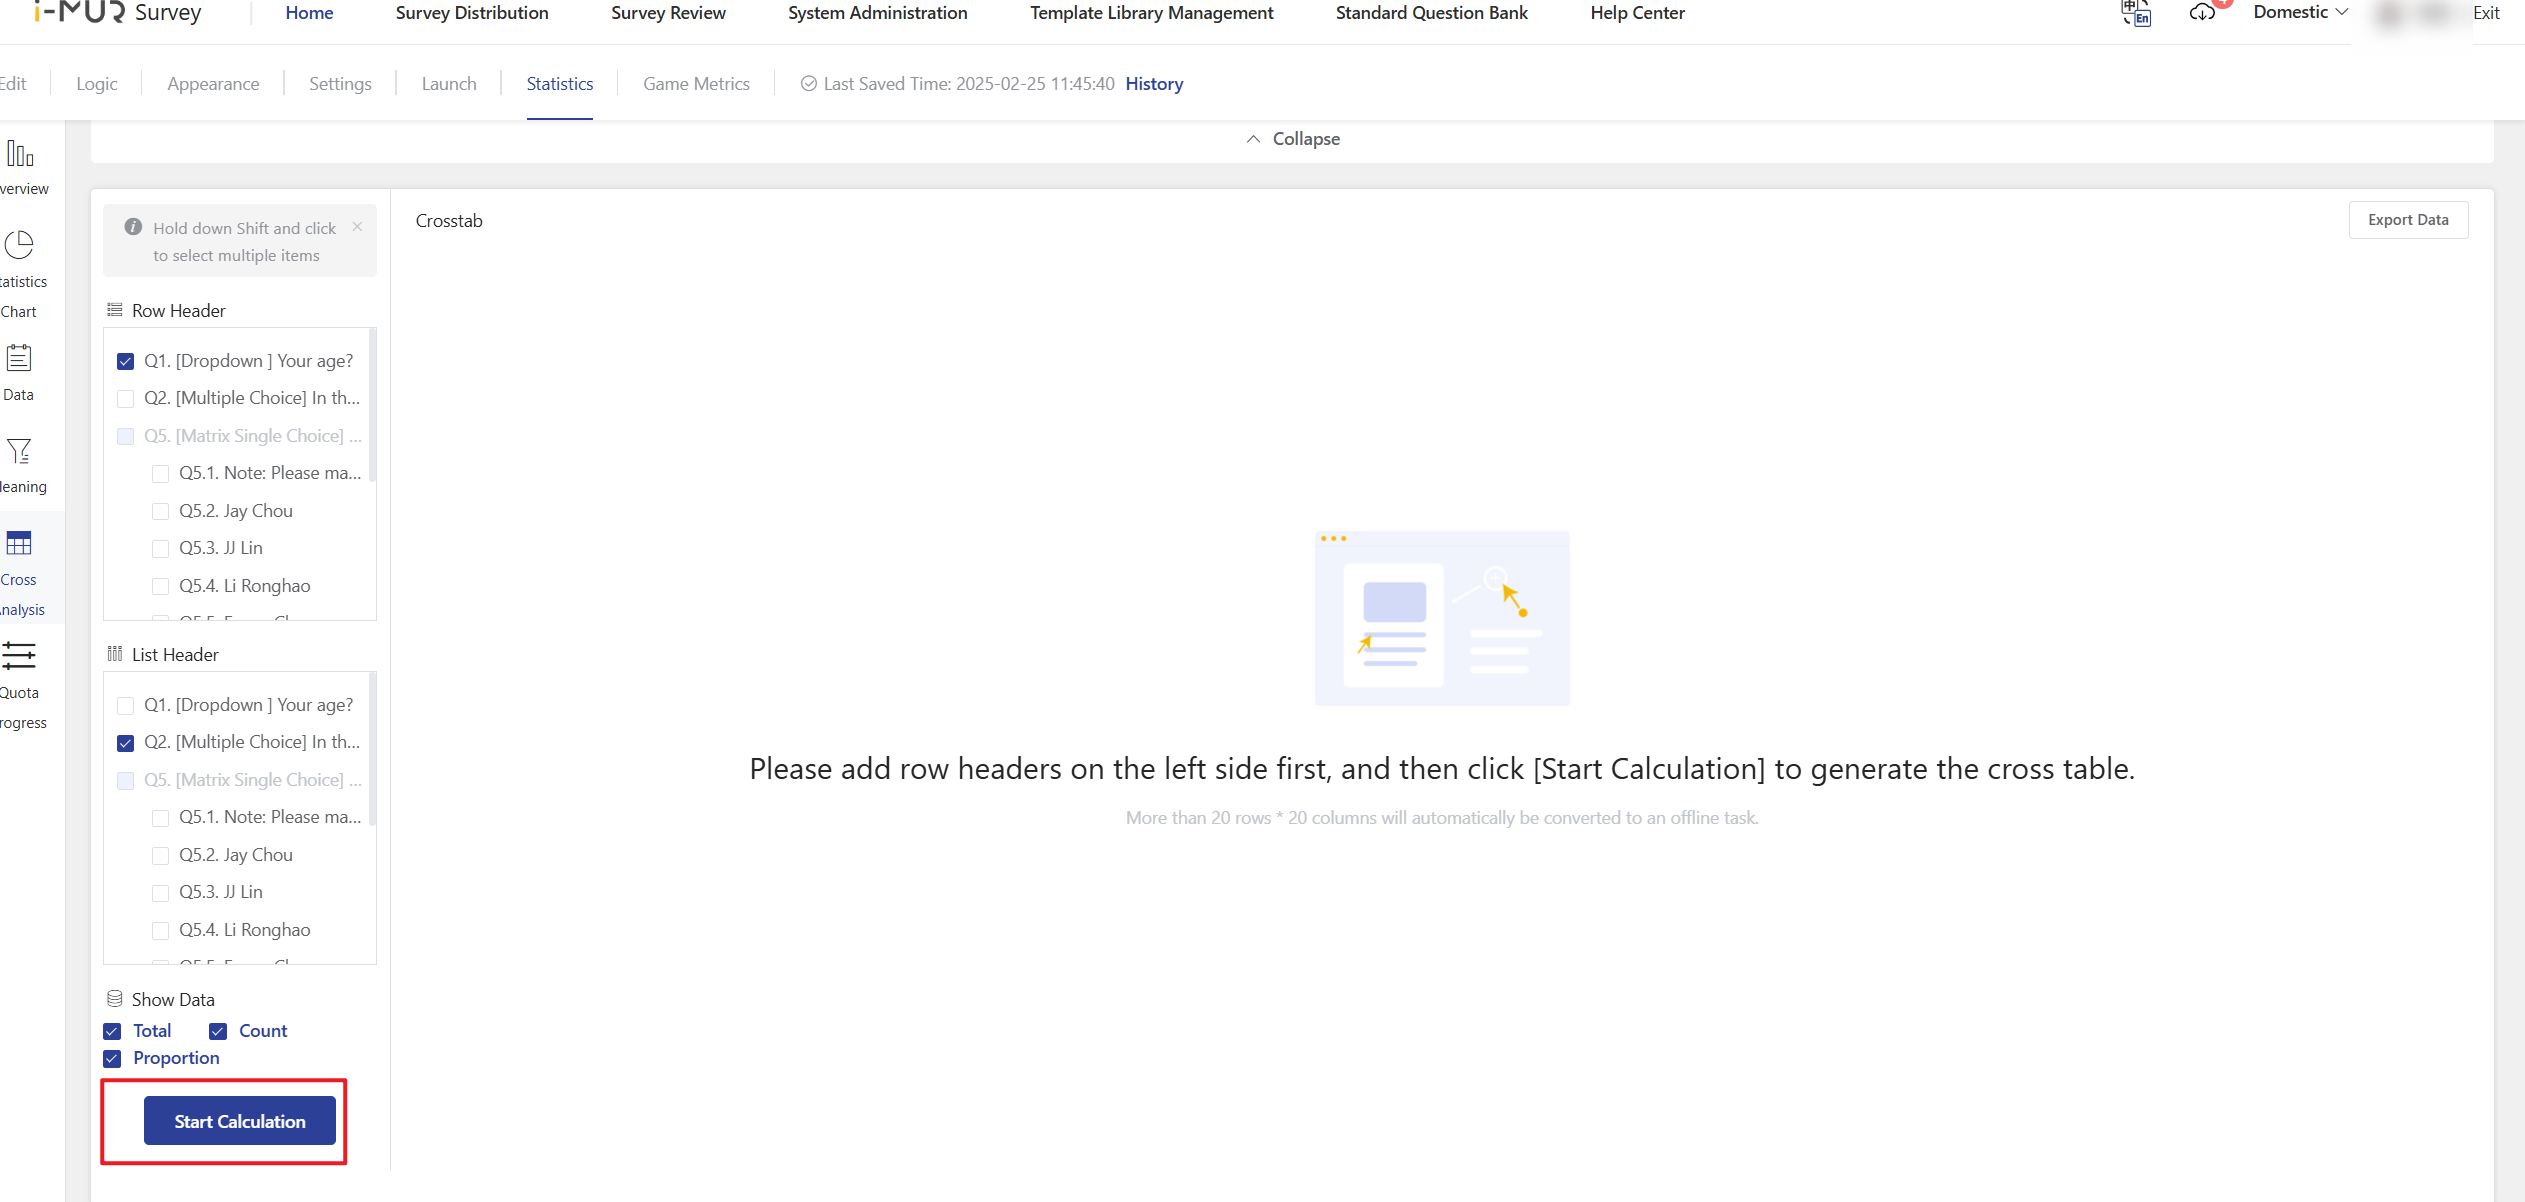 i-MUR Survey
Home
Survey Distribution
Survey Review
System Administration
Template Library Management
Standard Question Bank
Help Center
中 En
Domestic
Exit
Edit
Logic
Appearance
Settings
Launch
Statistics
Game Metrics
Last Saved Time: 2025-02-25 11:45:40 History
Collapse
verview
tatistics
Chart
Data
leaning
Cross
nalysis
Quota
rogress
Hold down Shift and click
to select multiple items
Row Header
Q1. [Dropdown ] Your age?
Q2. [Multiple Choice] In th...
Q5. [Matrix Single Choice] ...
Q5.1. Note: Please ma...
Q5.2. Jay Chou
Q5.3. JJ Lin
Q5.4. Li Ronghao
List Header
Q1. [Dropdown ] Your age?
Q2. [Multiple Choice] In th...
Q5. [Matrix Single Choice] ...
Q5.1. Note: Please ma...
Q5.2. Jay Chou
Q5.3. JJ Lin
Q5.4. Li Ronghao
Show Data
Total
Count
Proportion
Start Calculation
Crosstab
Export Data
Please add row headers on the left side first, and then click [Start Calculation] to generate the cross table.
More than 20 rows * 20 columns will automatically be converted to an offline task.